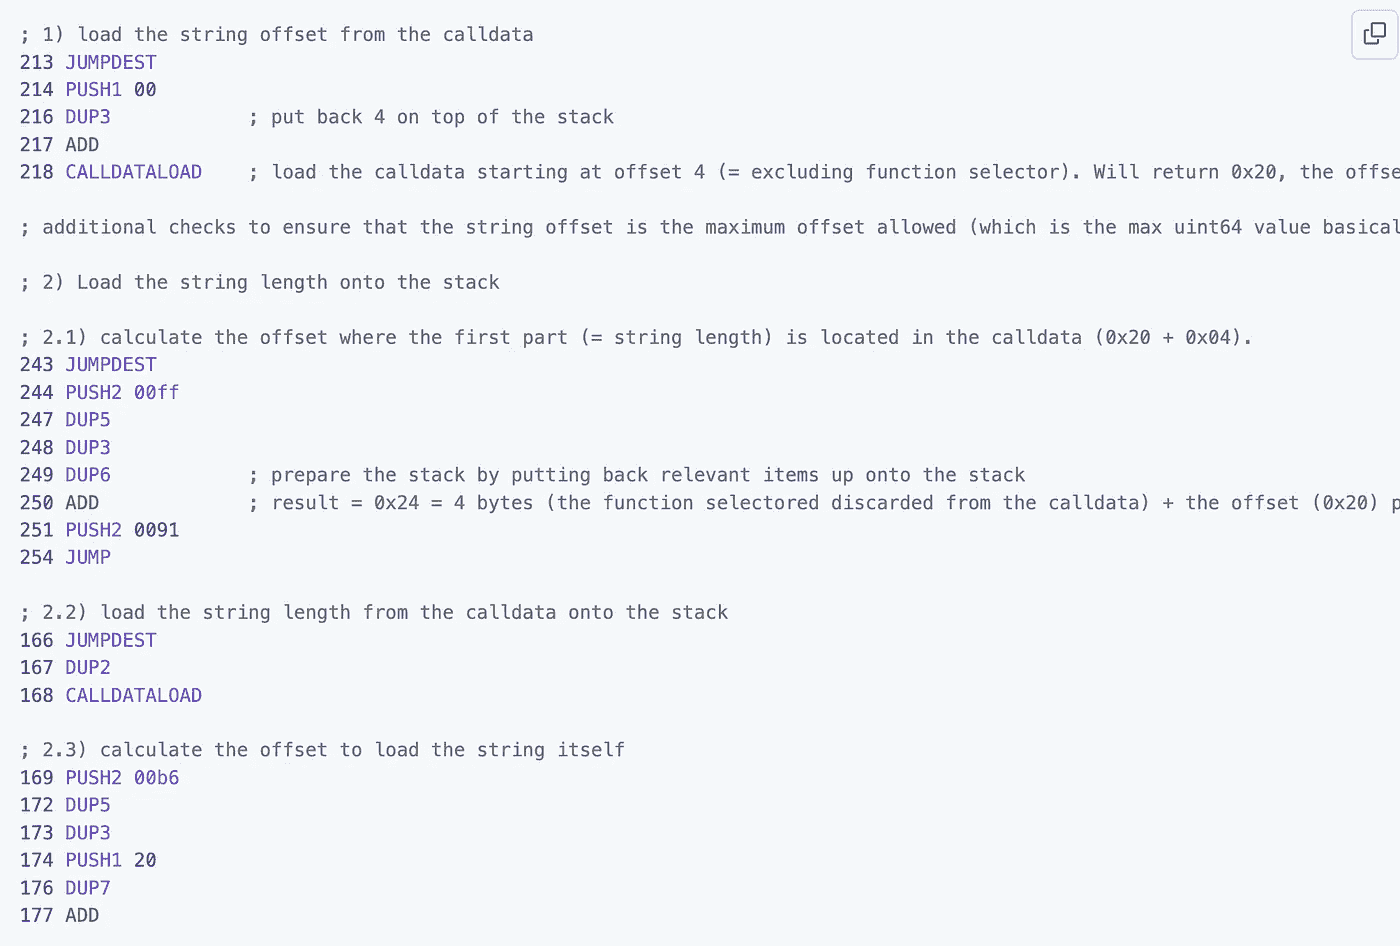 ; 1) load the string offset from the calldata
213 JUMPDEST
214 PUSH1 00
216 DUP3            ; put back 4 on top of the stack
217 ADD
218 CALLDATALOAD    ; load the calldata starting at offset 4 (= excluding function selector). Will return 0x20, the offse
; additional checks to ensure that the string offset is the maximum offset allowed (which is the max uint64 value basical
; 2) Load the string length onto the stack
; 2.1) calculate the offset where the first part (= string length) is located in the calldata (0x20 + 0x04).
243 JUMPDEST
244 PUSH2 00ff
247 DUP5
248 DUP3
249 DUP6            ; prepare the stack by putting back relevant items up onto the stack
250 ADD             ; result = 0x24 = 4 bytes (the function selectored discarded from the calldata) + the offset (0x20) p
251 PUSH2 0091
254 JUMP
; 2.2) load the string length from the calldata onto the stack
166 JUMPDEST
167 DUP2
168 CALLDATALOAD
; 2.3) calculate the offset to load the string itself
169 PUSH2 00b6
172 DUP5
173 DUP3
174 PUSH1 20
176 DUP7
177 ADD